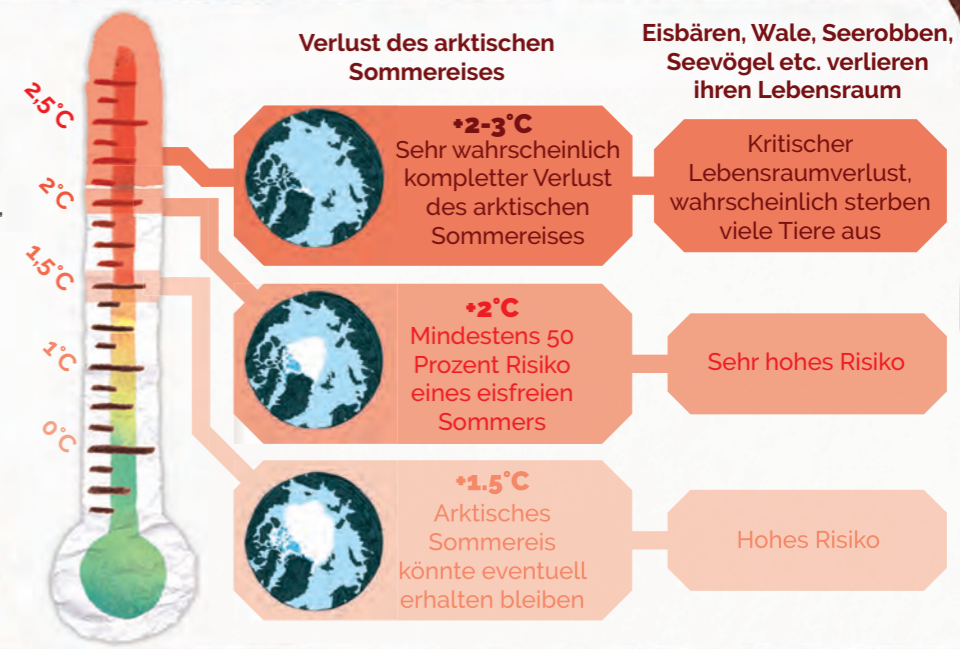 Verlust des arktischen
Sommereises
Eisbären, Wale, Seerobben,
Seevögel etc. verlieren
ihren Lebensraum
2,5°C
2°C
1,5°C
1°C
0°C
+2-3°C
Sehr wahrscheinlich
kompletter Verlust
des arktischen
Sommereises
Kritischer
Lebensraumverlust,
wahrscheinlich sterben
viele Tiere aus
+2°C
Mindestens 50
Prozent Risiko
eines eisfreien
Sommers
Sehr hohes Risiko
+1.5°C
Arktisches
Sommereis
könnte eventuell
erhalten bleiben
Hohes Risiko